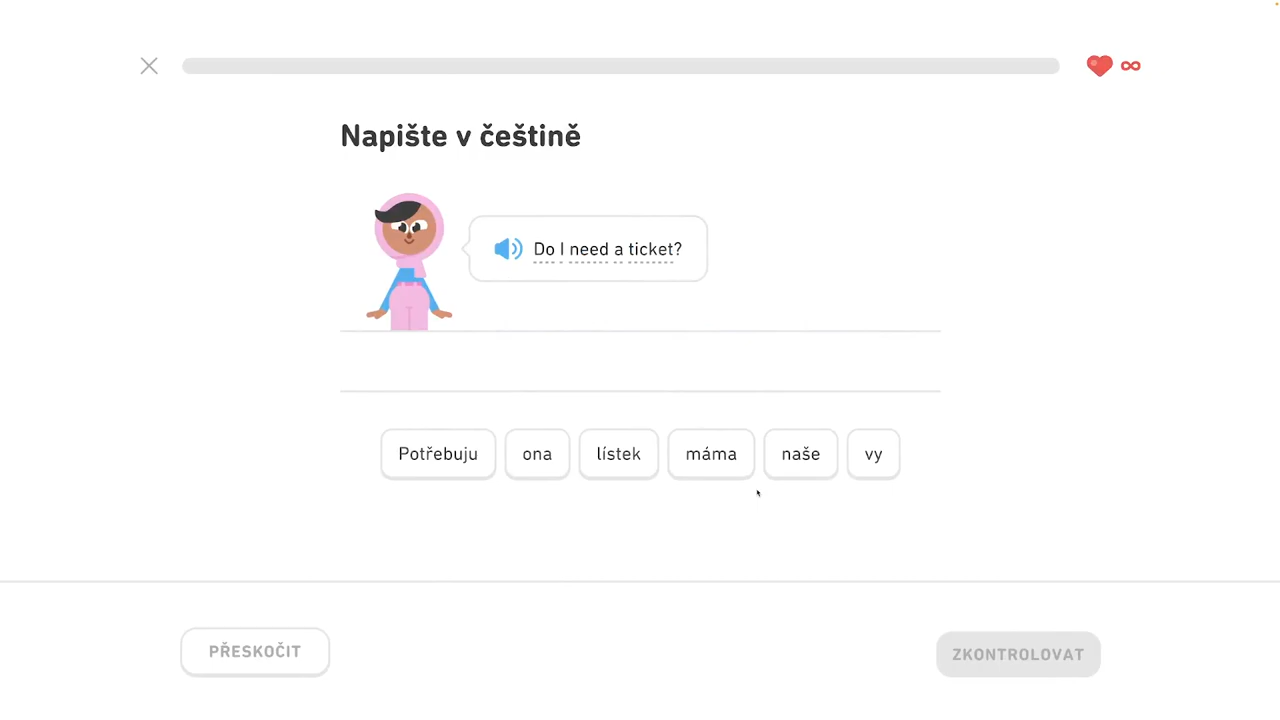 ∞
Napište v češtině
Do I need a ticket?
Potřebuju ona lístek máma naše vy
PŘESKOČIT ZKONTROLOVAT